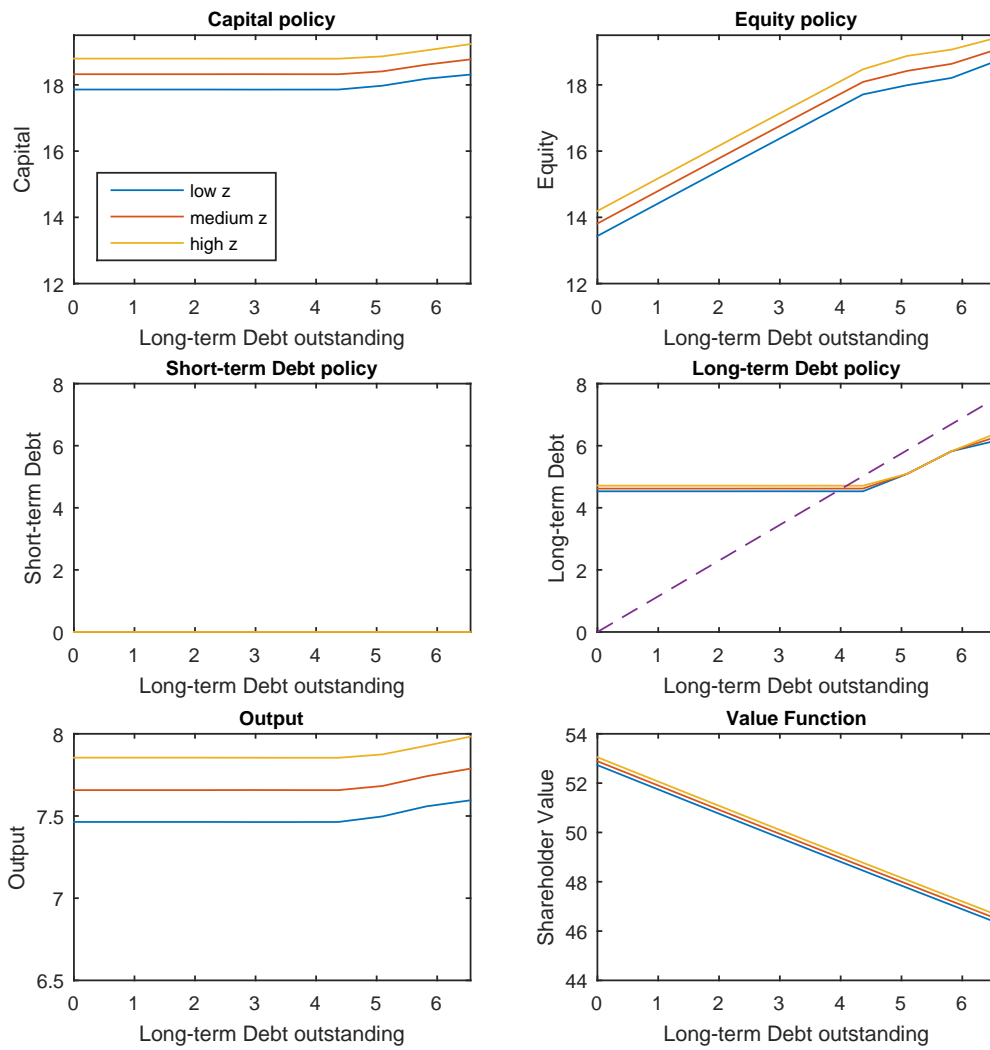 Capital policy
Capital
18
16
14
12
low z
medium z
high z
0 1 2 3 4 5 6
Long-term Debt outstanding
Equity policy
Equity
18
16
14
12
0 1 2 3 4 5 6
Long-term Debt outstanding
Short-term Debt policy
Short-term Debt
8
6
4
2
0
0 1 2 3 4 5 6
Long-term Debt outstanding
Long-term Debt policy
Long-term Debt
8
6
4
2
0
0 1 2 3 4 5 6
Long-term Debt outstanding
Output
Output
8
7.5
7
6.5
0 1 2 3 4 5 6
Long-term Debt outstanding
Value Function
Shareholder Value
54
52
50
48
46
44
0 1 2 3 4 5 6
Long-term Debt outstanding